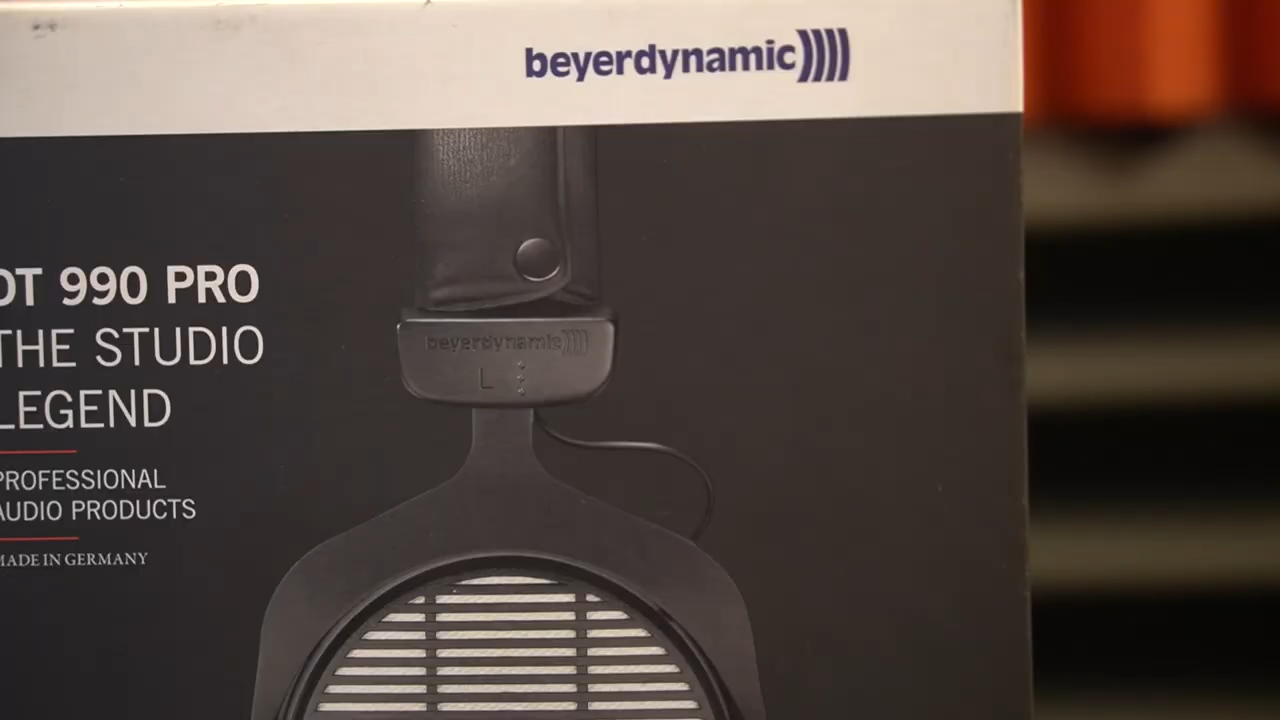 beyerdynamic
DT 990 PRO
THE STUDIO
LEGEND
PROFESSIONAL
AUDIO PRODUCTS
MADE IN GERMANY
beyerdynamic
L